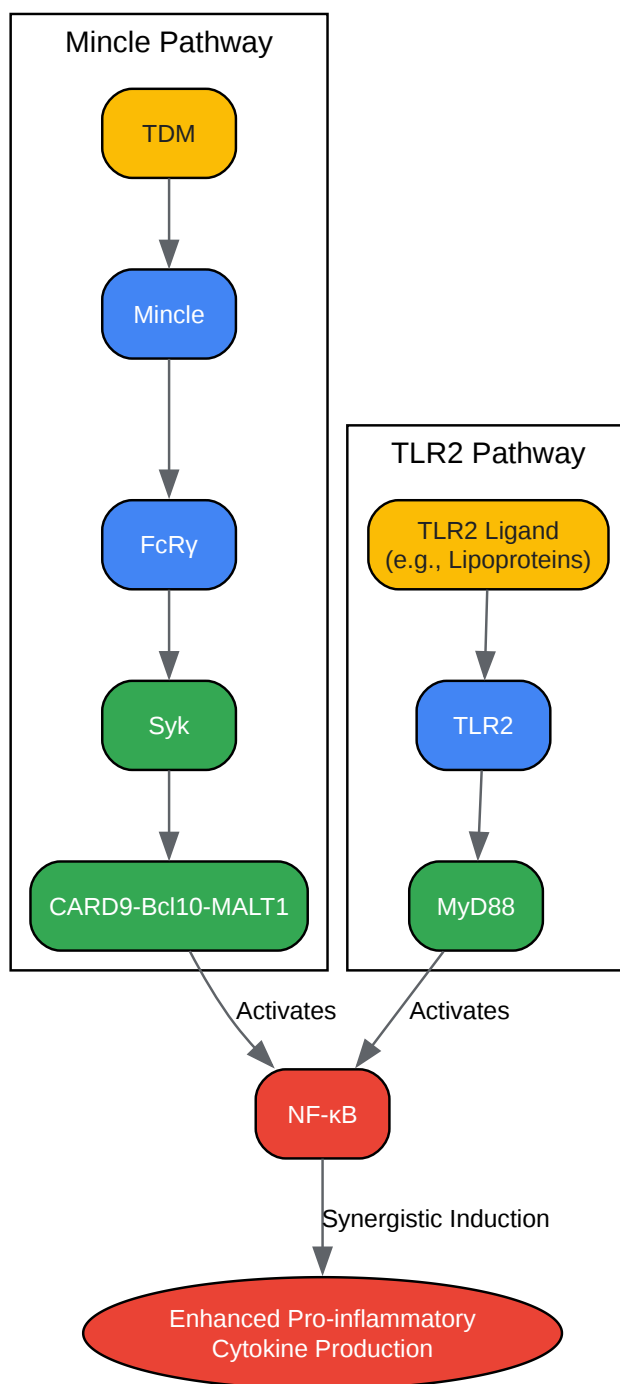 Mincle Pathway
TDM
Mincle
FcRγ
Syk
CARD9-Bcl10-MALT1
TLR2 Pathway
TLR2 Ligand
(e.g., Lipoproteins)
TLR2
MyD88
Activates
Activates
NF-κB
Synergistic Induction
Enhanced Pro-inflammatory
Cytokine Production